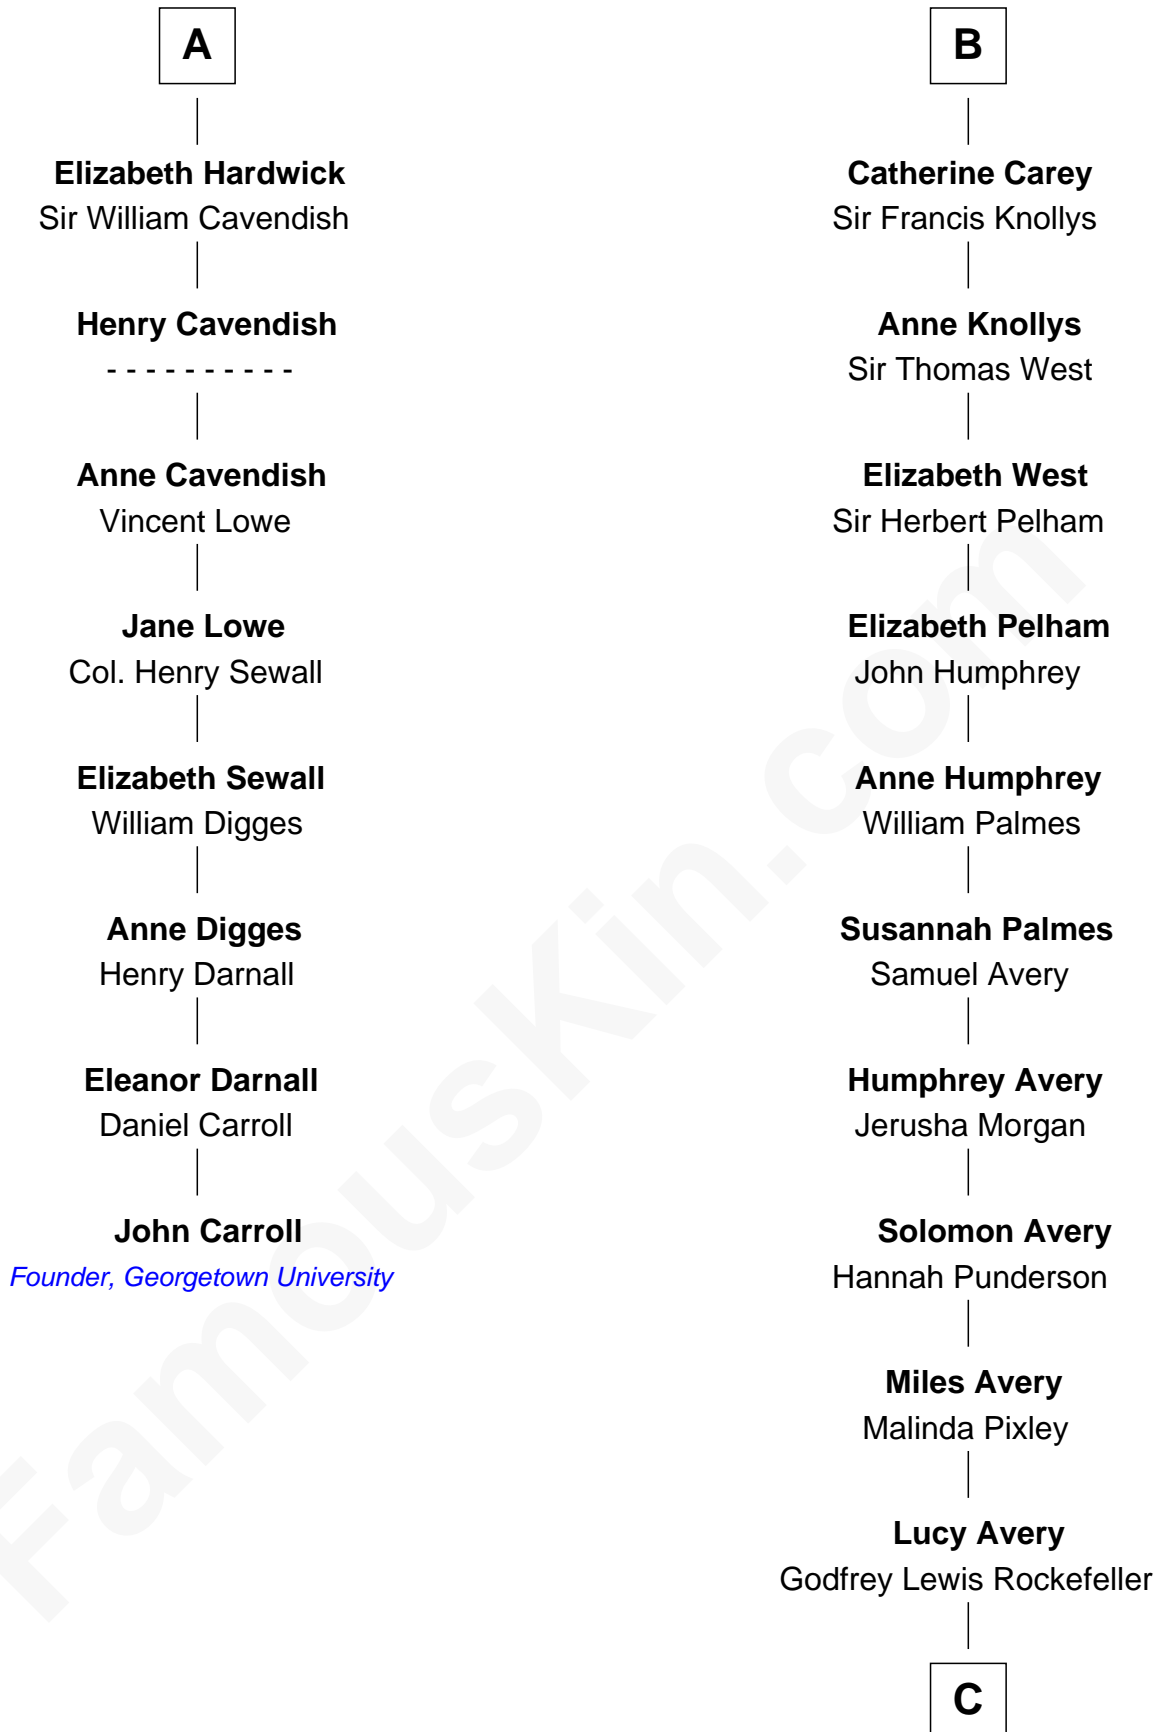 A
Elizabeth Hardwick
Sir William Cavendish
Henry Cavendish
- - - - - - - - - -
Anne Cavendish
Vincent Lowe
Jane Lowe
Col. Henry Sewall
Elizabeth Sewall
William Digges
Anne Digges
Henry Darnall
Eleanor Darnall
Daniel Carroll
John Carroll
Founder, Georgetown University
B
Catherine Carey
Sir Francis Knollys
Anne Knollys
Sir Thomas West
Elizabeth West
Sir Herbert Pelham
Elizabeth Pelham
John Humphrey
Anne Humphrey
William Palmes
Susannah Palmes
Samuel Avery
Humphrey Avery
Jerusha Morgan
Solomon Avery
Hannah Punderson
Miles Avery
Malinda Pixley
Lucy Avery
Godfrey Lewis Rockefeller
C
FamousKin.com